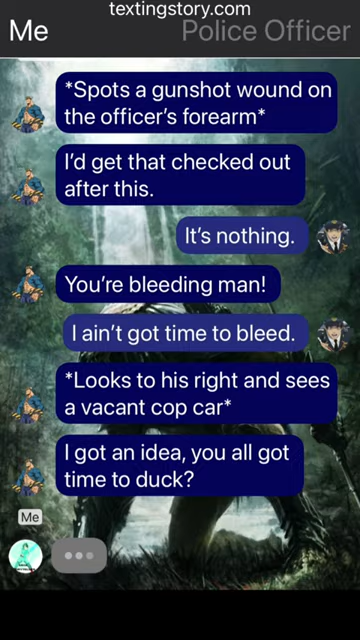 textingstory.com
Me
Police Officer
*Spots a gunshot wound on
the officer's forearm*
I'd get that checked out
after this.
It's nothing.
You're bleeding man!
I ain't got time to bleed.
*Looks to his right and sees
a vacant cop car*
I got an idea, you all got
time to duck?
Me